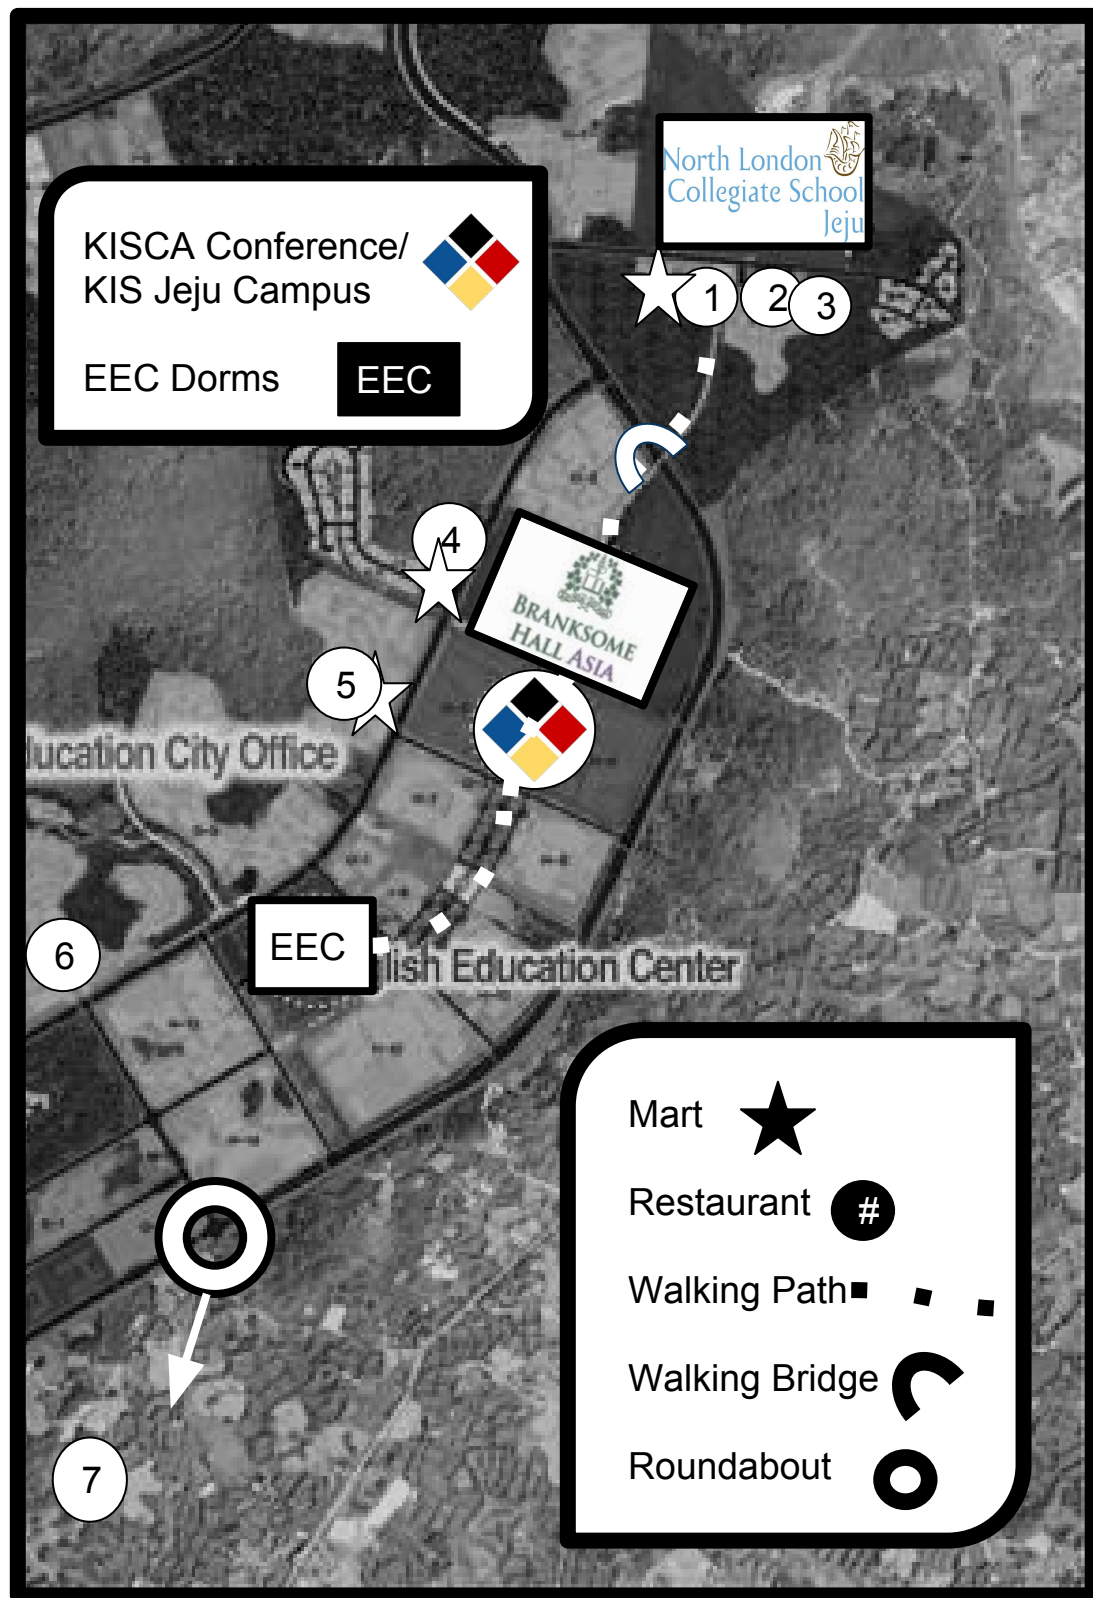 North London
Collegiate School
Jeju
KISCA Conference/
KIS Jeju Campus
EEC Dorms
EEC
1
2
3
4
BRANKSOME
HALL ASIA
5
ducation City Office
EEC
lish Education Center
6
Mart
Restaurant #
Walking Path
Walking Bridge
Roundabout
7